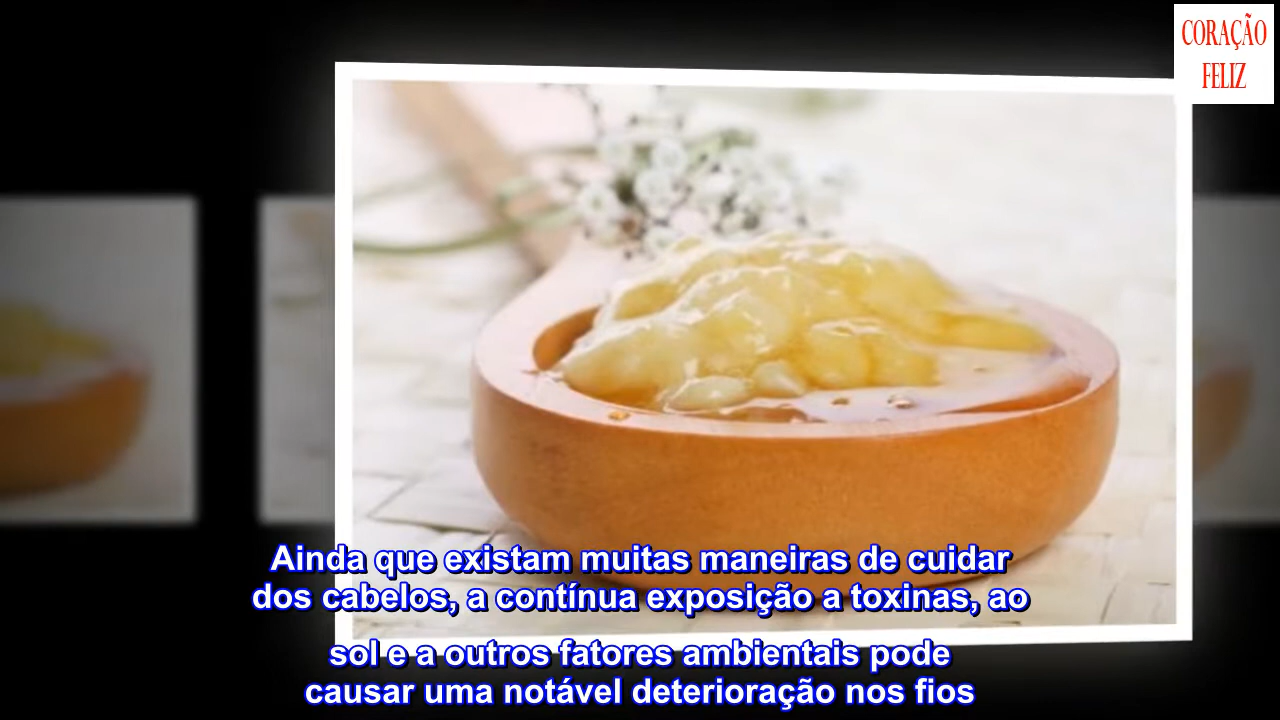 CORAÇÃO
FELIZ
Ainda que existam muitas maneiras de cuidar
dos cabelos, a contínua exposição a toxinas, ao
sol e a outros fatores ambientais pode
causar uma notável deterioração nos fios